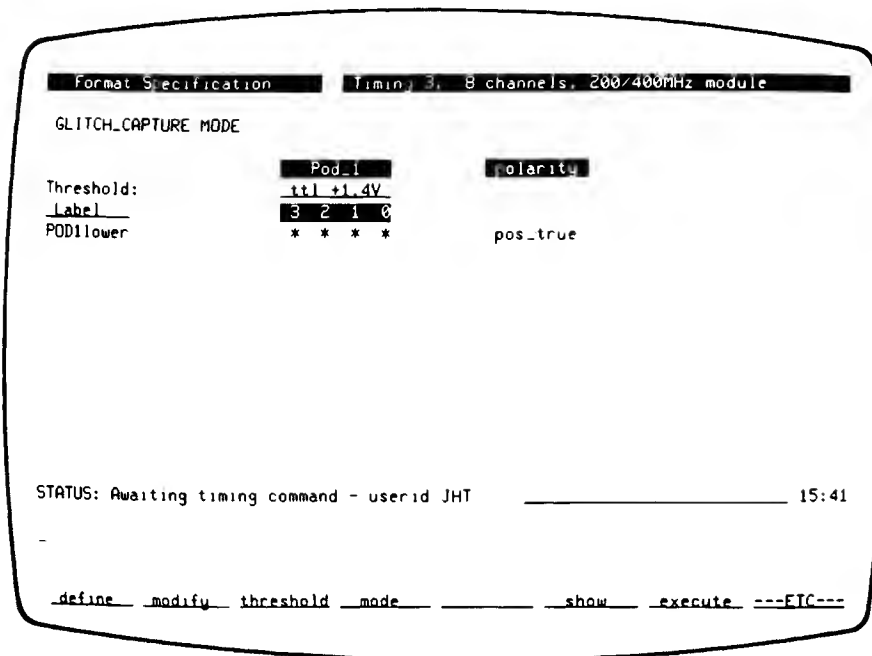 Format Specification Timing 3, 8 channels, 200/400MHz module
GLITCH_CAPTURE MODE
Pod_1 polarity
Threshold: ttl +1.4V
Label 3 2 1 0
POD1lower * * * * pos_true
STATUS: Awaiting timing command - userid JHT 15:41
define modify threshold mode show execute ---ETC---